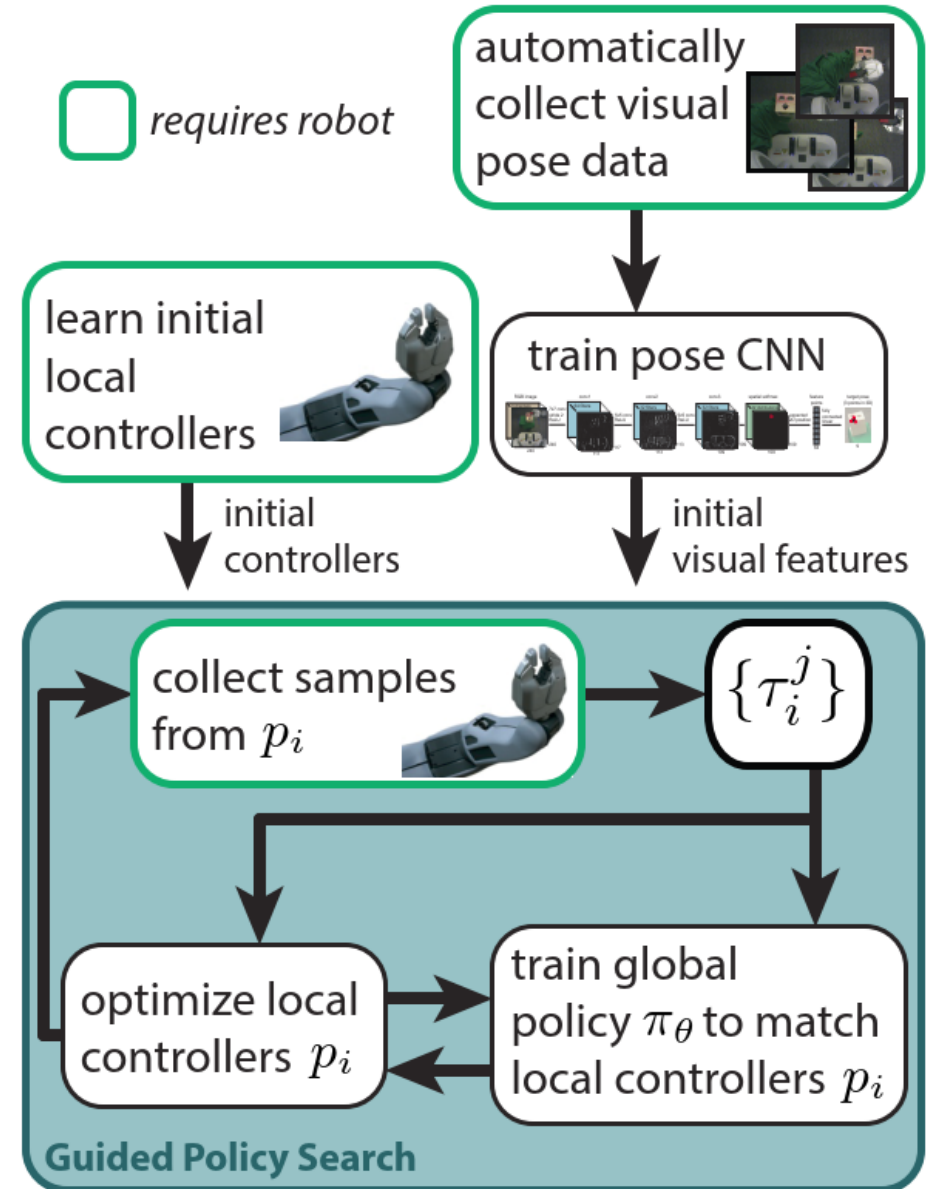 requires robot
automatically
collect visual
pose data
learn initial
local
controllers
train pose CNN
initial
controllers
initial
visual features
collect samples
from $p_i$
$\{\tau_i^j\}$
optimize local
controllers $p_i$
train global
policy $\pi_\theta$ to match
local controllers $p_i$
Guided Policy Search